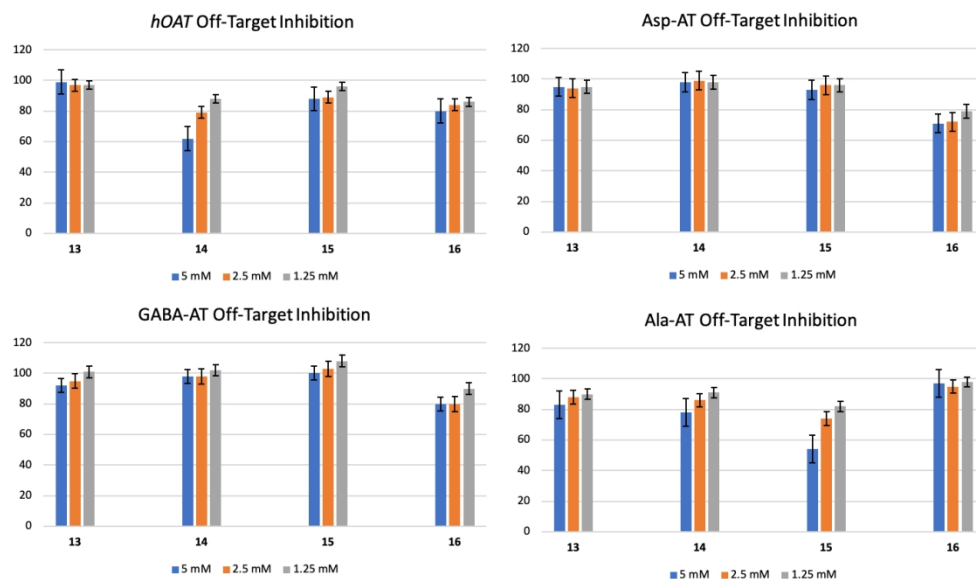 hOAT Off-Target Inhibition
120
100
80
60
40
20
0
13 14 15 16
5 mM 2.5 mM 1.25 mM
Asp-AT Off-Target Inhibition
120
100
80
60
40
20
0
13 14 15 16
5 mM 2.5 mM 1.25 mM
GABA-AT Off-Target Inhibition
120
100
80
60
40
20
0
13 14 15 16
5 mM 2.5 mM 1.25 mM
Ala-AT Off-Target Inhibition
120
100
80
60
40
20
0
13 14 15 16
5 mM 2.5 mM 1.25 mM